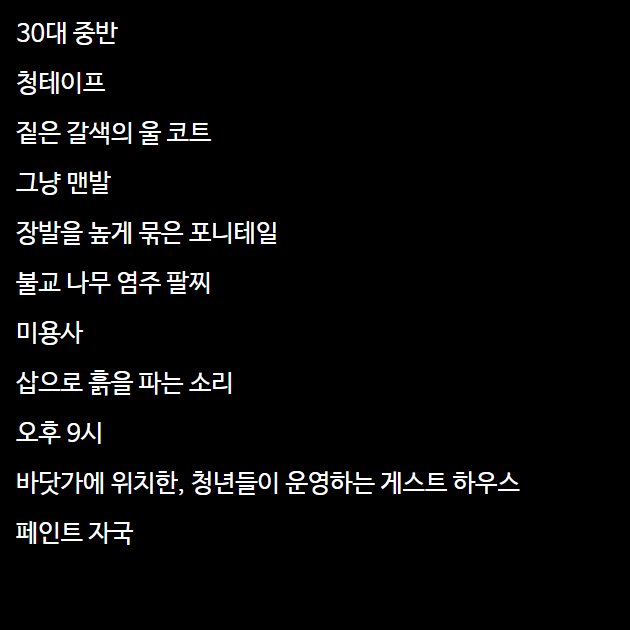 30대 중반
청테이프
짙은 갈색의 울 코트
그냥 맨발
장발을 높게 묶은 포니테일
불교 나무 염주 팔찌
미용사
삽으로 흙을 파는 소리
오후 9시
바닷가에 위치한, 청년들이 운영하는 게스트 하우스
페인트 자국